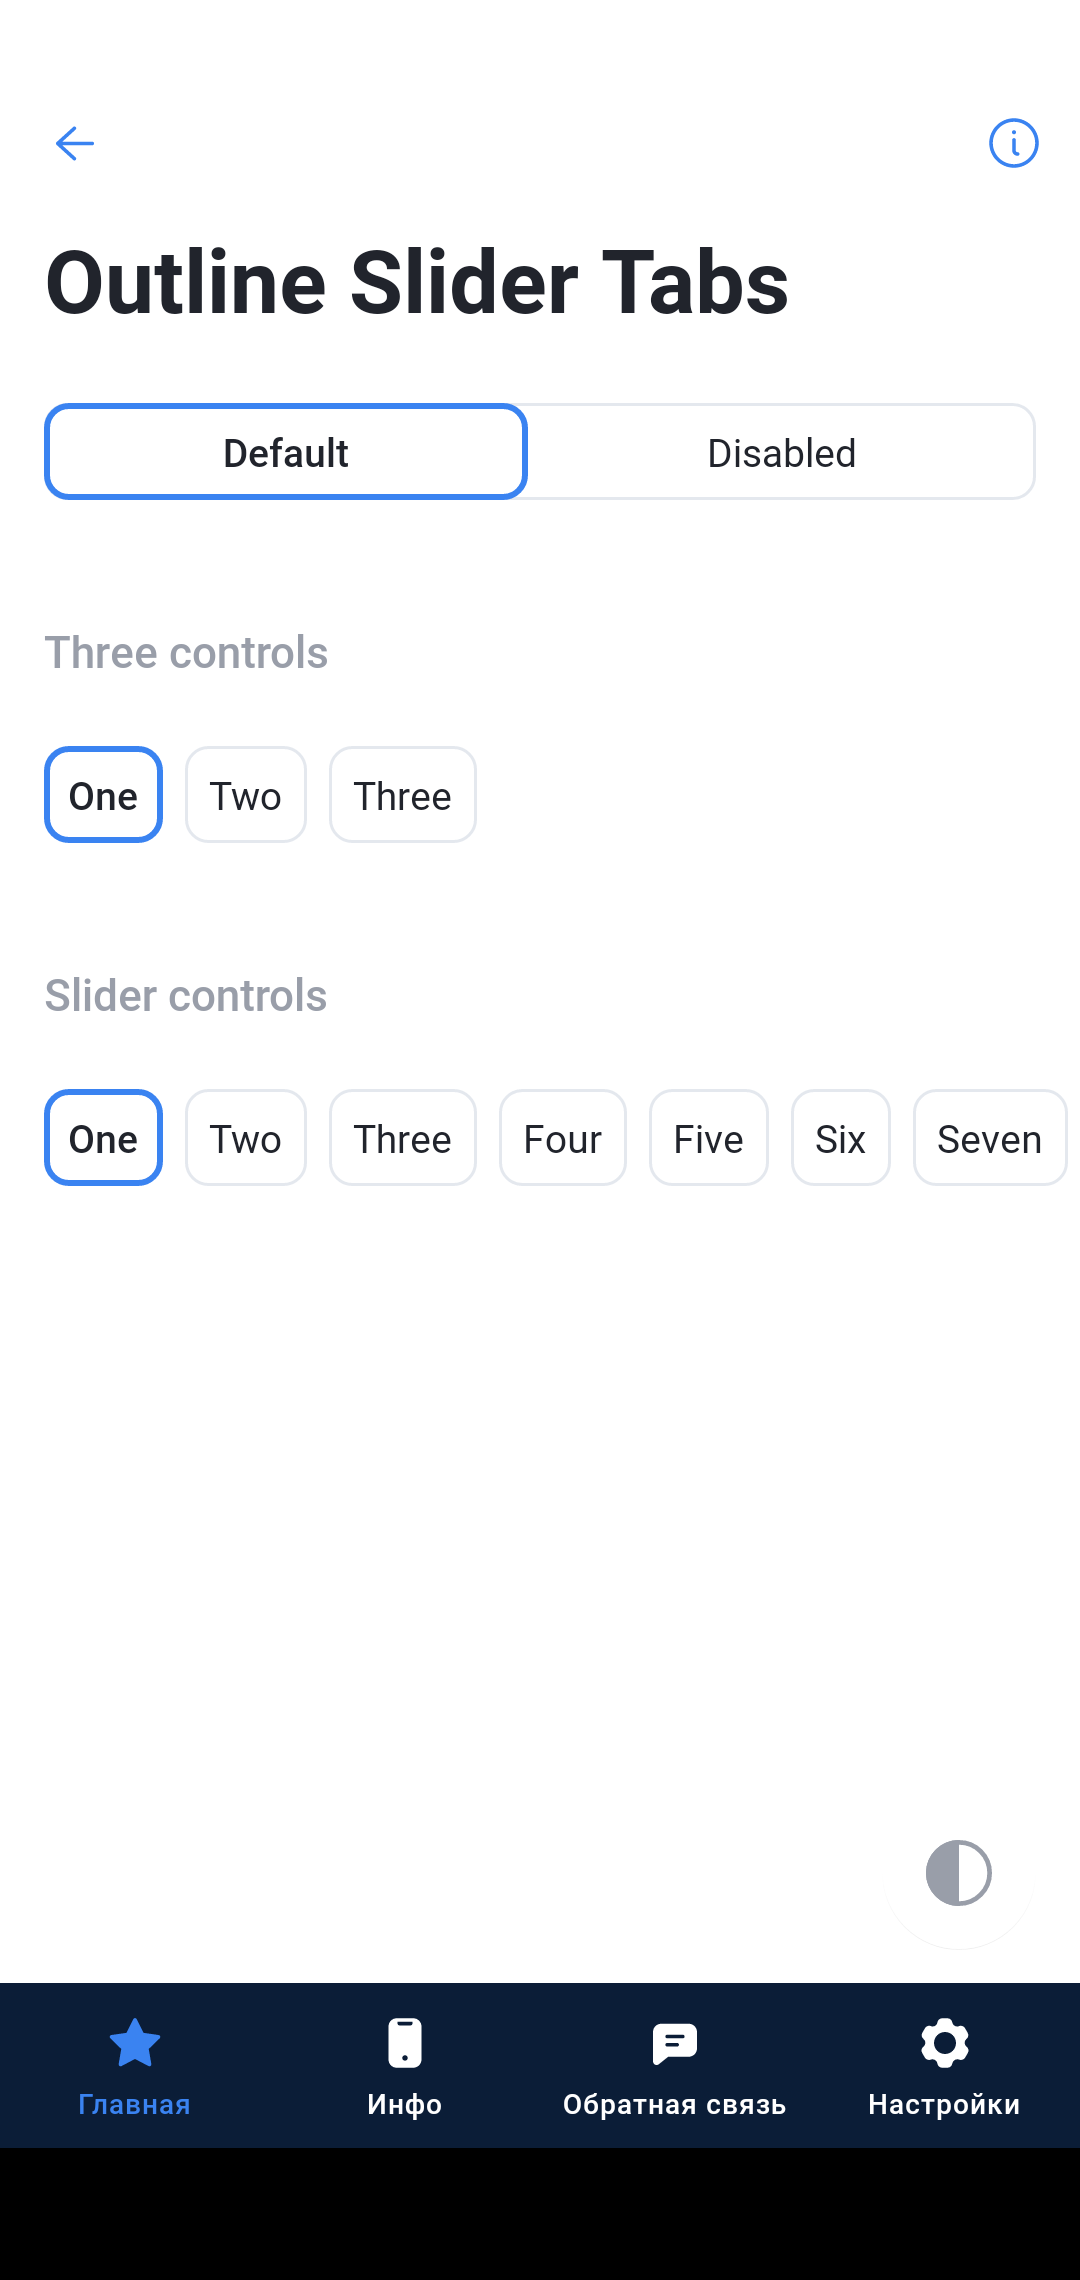 Outline Slider Tabs
Default Disabled
Three controls
One Two Three
Slider controls
One Two Three Four Five Six Seven
Главная Инфо Обратная связь Настройки